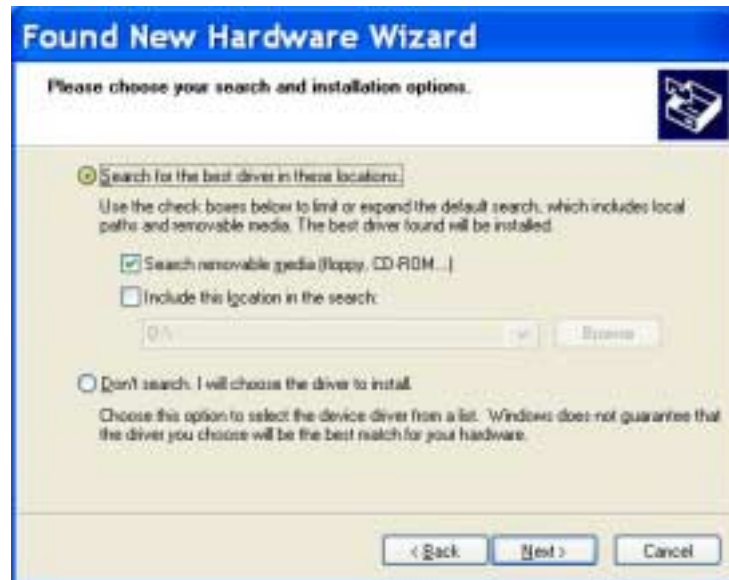 Found New Hardware Wizard
Please choose your search and installation options.
Search for the best driver in these locations.
Use the check boxes below to limit or expand the default search, which includes local
paths and removable media. The best driver found will be installed.
Search removable media (floppy, CD-ROM...)
Include this location in the search:
D:\
Browse
Don't search. I will choose the driver to install.
Choose this option to select the device driver from a list. Windows does not guarantee that
the driver you choose will be the best match for your hardware.
< Back Next > Cancel